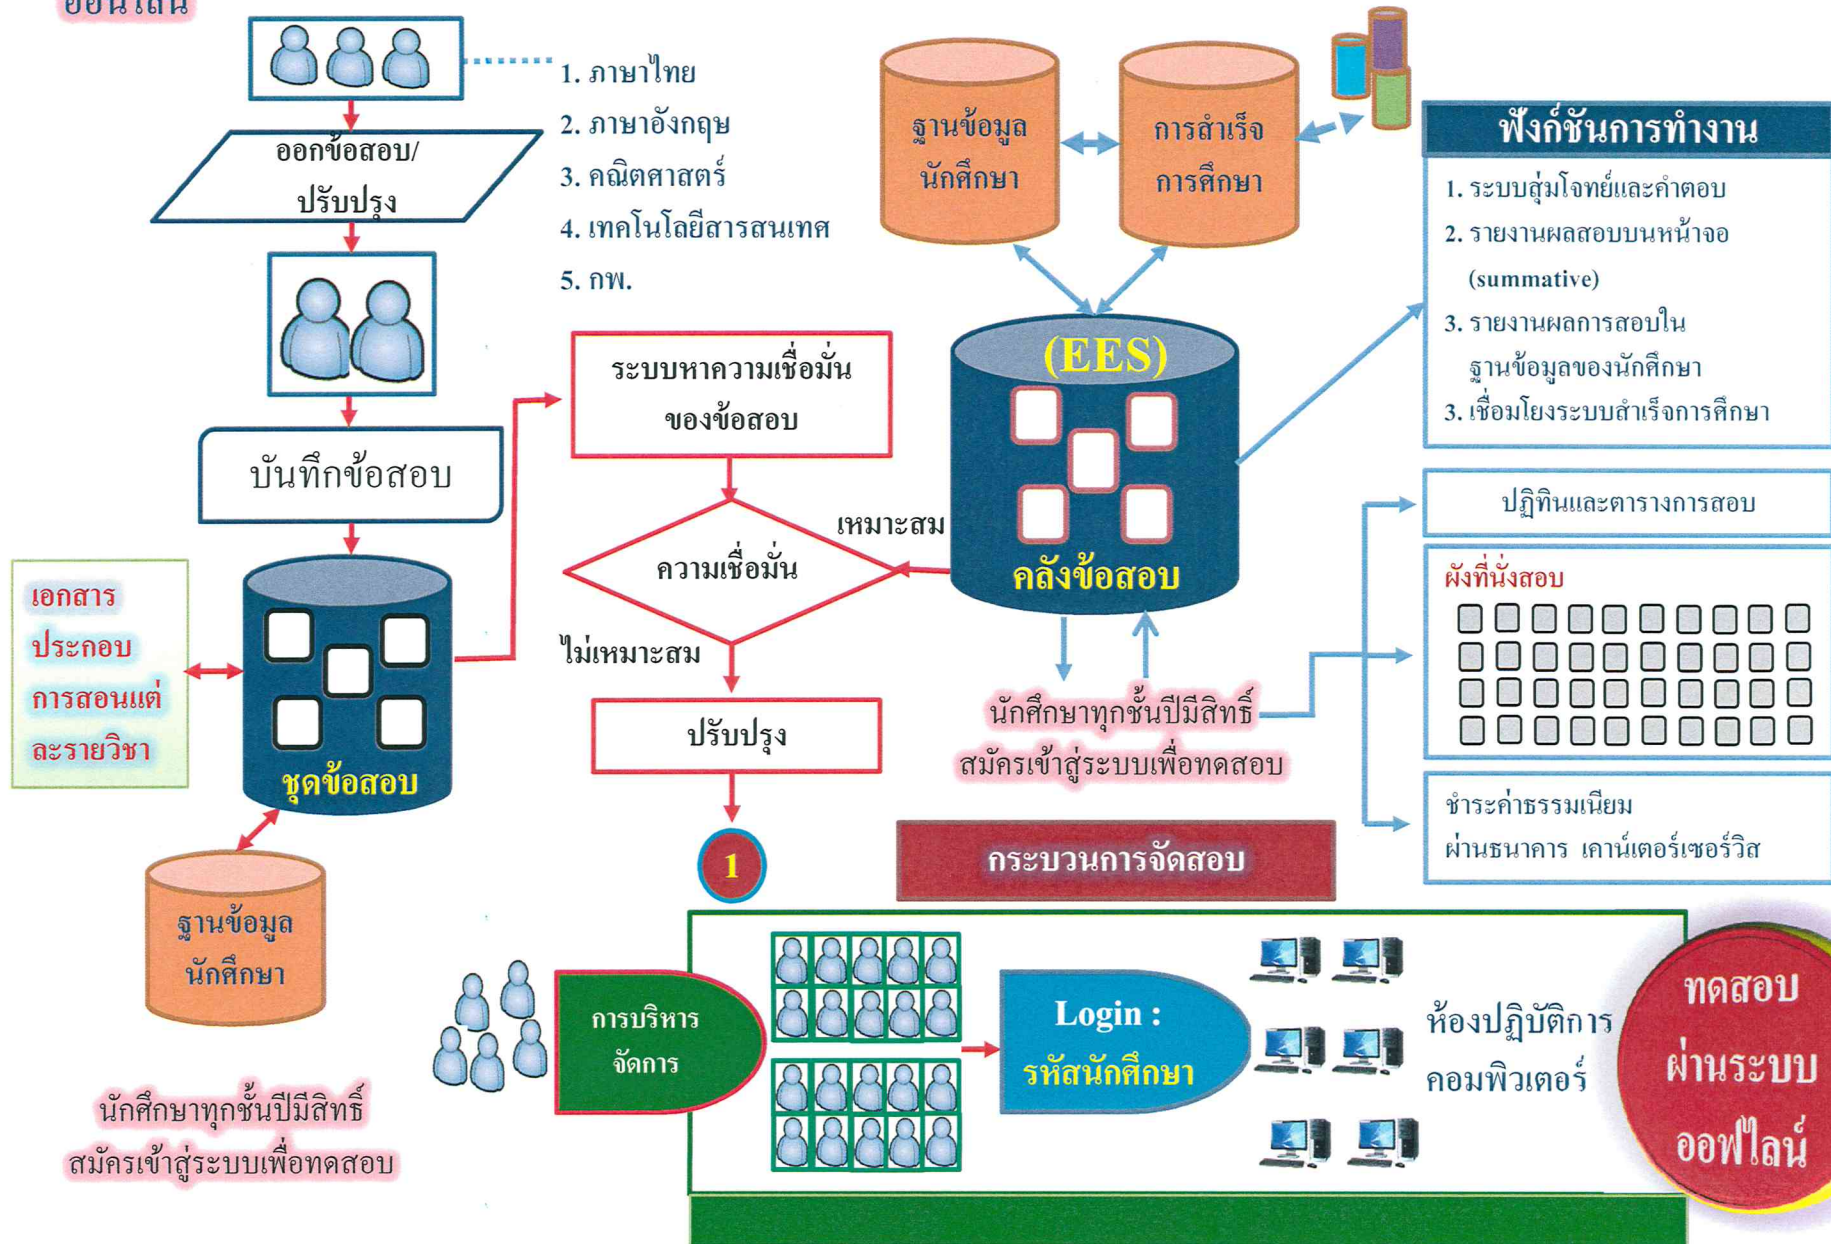 ออนไลน์
1. ภาษาไทย
2. ภาษาอังกฤษ
3. คณิตศาสตร์
4. เทคโนโลยีสารสนเทศ
5. กพ.
ออกข้อสอบ/
ปรับปรุง
บันทึกข้อสอบ
เอกสาร
ประกอบ
การสอนแต่
ละรายวิชา
ชุดข้อสอบ
ฐานข้อมูล
นักศึกษา
นักศึกษาทุกชั้นปีมีสิทธิ์
สมัครเข้าสู่ระบบเพื่อทดสอบ
ระบบหาความเชื่อมั่น
ของข้อสอบ
ความเชื่อมั่น
เหมาะสม
ไม่เหมาะสม
ปรับปรุง
1
ฐานข้อมูล
นักศึกษา
การสำเร็จ
การศึกษา
(EES)
คลังข้อสอบ
นักศึกษาทุกชั้นปีมีสิทธิ์
สมัครเข้าสู่ระบบเพื่อทดสอบ
ฟังก์ชันการทำงาน
1. ระบบสุ่มโจทย์และคำตอบ
2. รายงานผลสอบบนหน้าจอ
(summative)
3. รายงานผลการสอบใน
ฐานข้อมูลของนักศึกษา
3. เชื่อมโยงระบบสำเร็จการศึกษา
ปฏิทินและตารางการสอบ
ผังที่นั่งสอบ
ชำระค่าธรรมเนียม
ผ่านธนาคาร เคาน์เตอร์เซอร์วิส
กระบวนการจัดสอบ
การบริหาร
จัดการ
Login :
รหัสนักศึกษา
ห้องปฏิบัติการ
คอมพิวเตอร์
ทดสอบ
ผ่านระบบ
ออฟไลน์